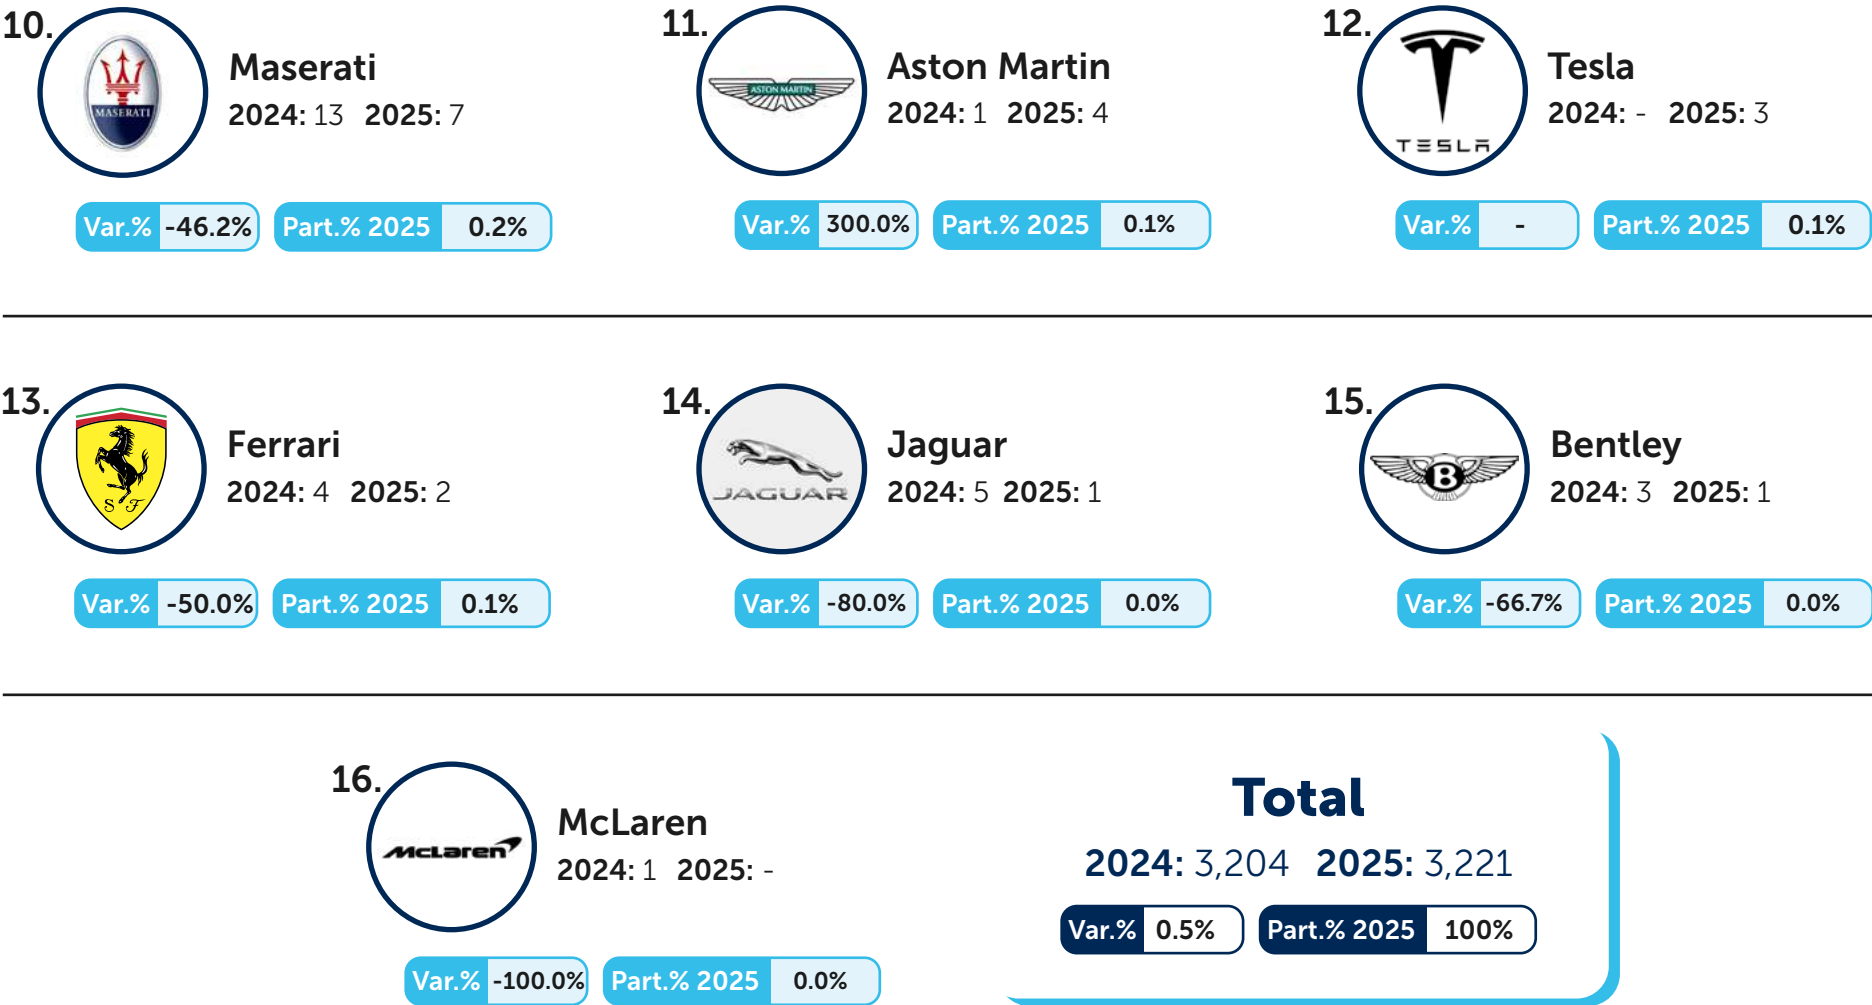 10.
MASERATI
Maserati
2024: 13 2025: 7
Var.% -46.2% Part.% 2025 0.2%
11.
ASTON MARTIN
Aston Martin
2024: 1 2025: 4
Var.% 300.0% Part.% 2025 0.1%
12.
TESLA
Tesla
2024: - 2025: 3
Var.% - Part.% 2025 0.1%
13.
S F
Ferrari
2024: 4 2025: 2
Var.% -50.0% Part.% 2025 0.1%
14.
JAGUAR
Jaguar
2024: 5 2025: 1
Var.% -80.0% Part.% 2025 0.0%
15.
B
Bentley
2024: 3 2025: 1
Var.% -66.7% Part.% 2025 0.0%
16.
McLaren
McLaren
2024: 1 2025: -
Var.% -100.0% Part.% 2025 0.0%
Total
2024: 3,204 2025: 3,221
Var.% 0.5% Part.% 2025 100%